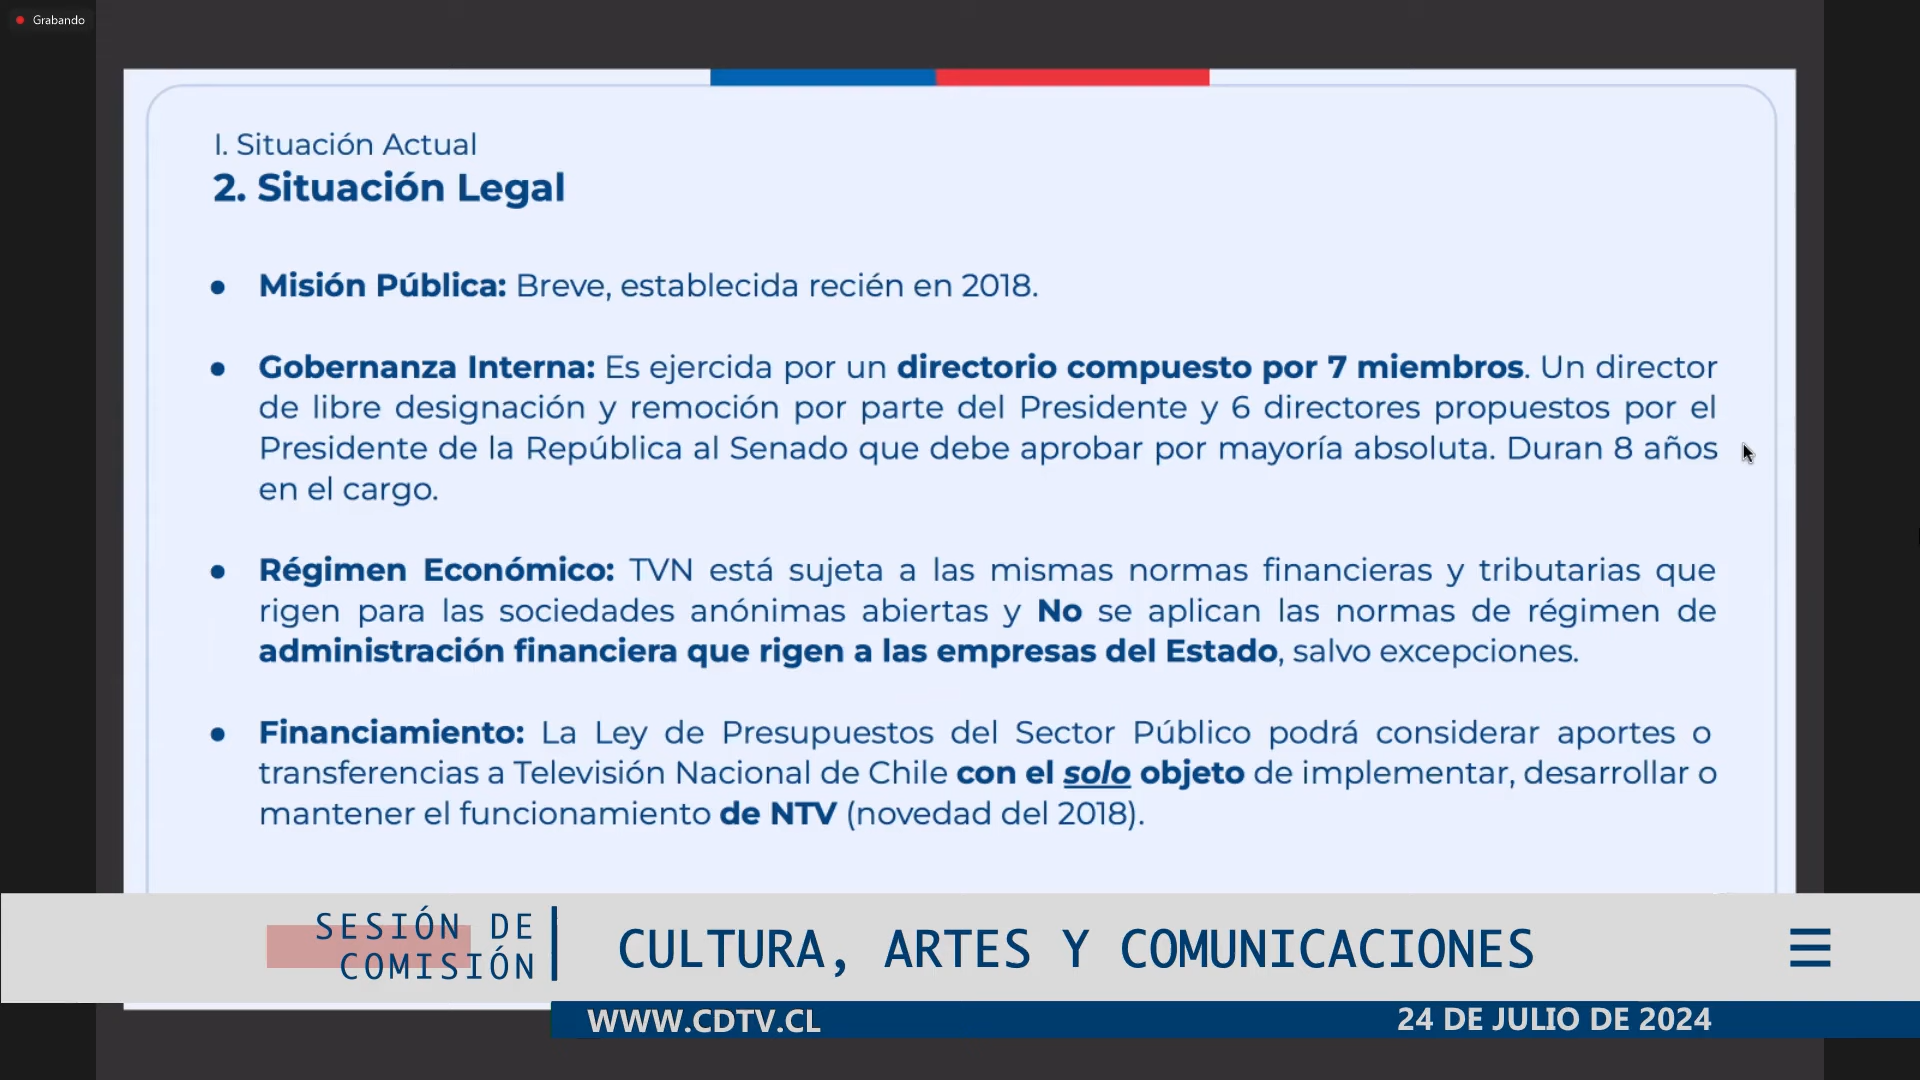 Grabando
I. Situación Actual
2. Situación Legal
● Misión Pública: Breve, establecida recién en 2018.
● Gobernanza Interna: Es ejercida por un directorio compuesto por 7 miembros. Un director
de libre designación y remoción por parte del Presidente y 6 directores propuestos por el
Presidente de la República al Senado que debe aprobar por mayoría absoluta. Duran 8 años
en el cargo.
● Régimen Económico: TVN está sujeta a las mismas normas financieras y tributarias que
rigen para las sociedades anónimas abiertas y No se aplican las normas de régimen de
administración financiera que rigen a las empresas del Estado, salvo excepciones.
● Financiamiento: La Ley de Presupuestos del Sector Público podrá considerar aportes o
transferencias a Televisión Nacional de Chile con el solo objeto de implementar, desarrollar o
mantener el funcionamiento de NTV (novedad del 2018).
SESIÓN DE
COMISIÓN
CULTURA, ARTES Y COMUNICACIONES
WWW.CDTV.CL
24 DE JULIO DE 2024